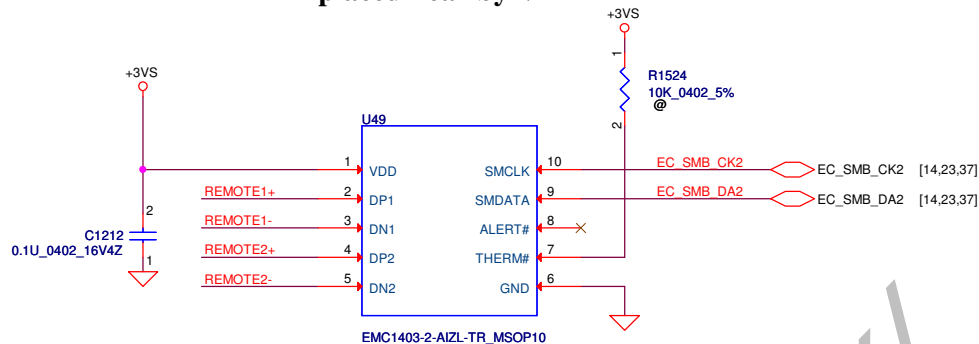 +3VS
+3VS
R1524
10K_0402_5%
@
1
2
U49
1 VDD SMCLK 10 EC_SMB_CK2 EC_SMB_CK2 [14,23,37]
REMOTE1+ 2 DP1 SMDATA 9 EC_SMB_DA2 EC_SMB_DA2 [14,23,37]
REMOTE1- 3 DN1 ALERT# 8
REMOTE2+ 4 DP2 THERM# 7
REMOTE2- 5 DN2 GND 6
2
C1212
0.1U_0402_16V4Z
1
EMC1403-2-AIZL-TR_MSOP10